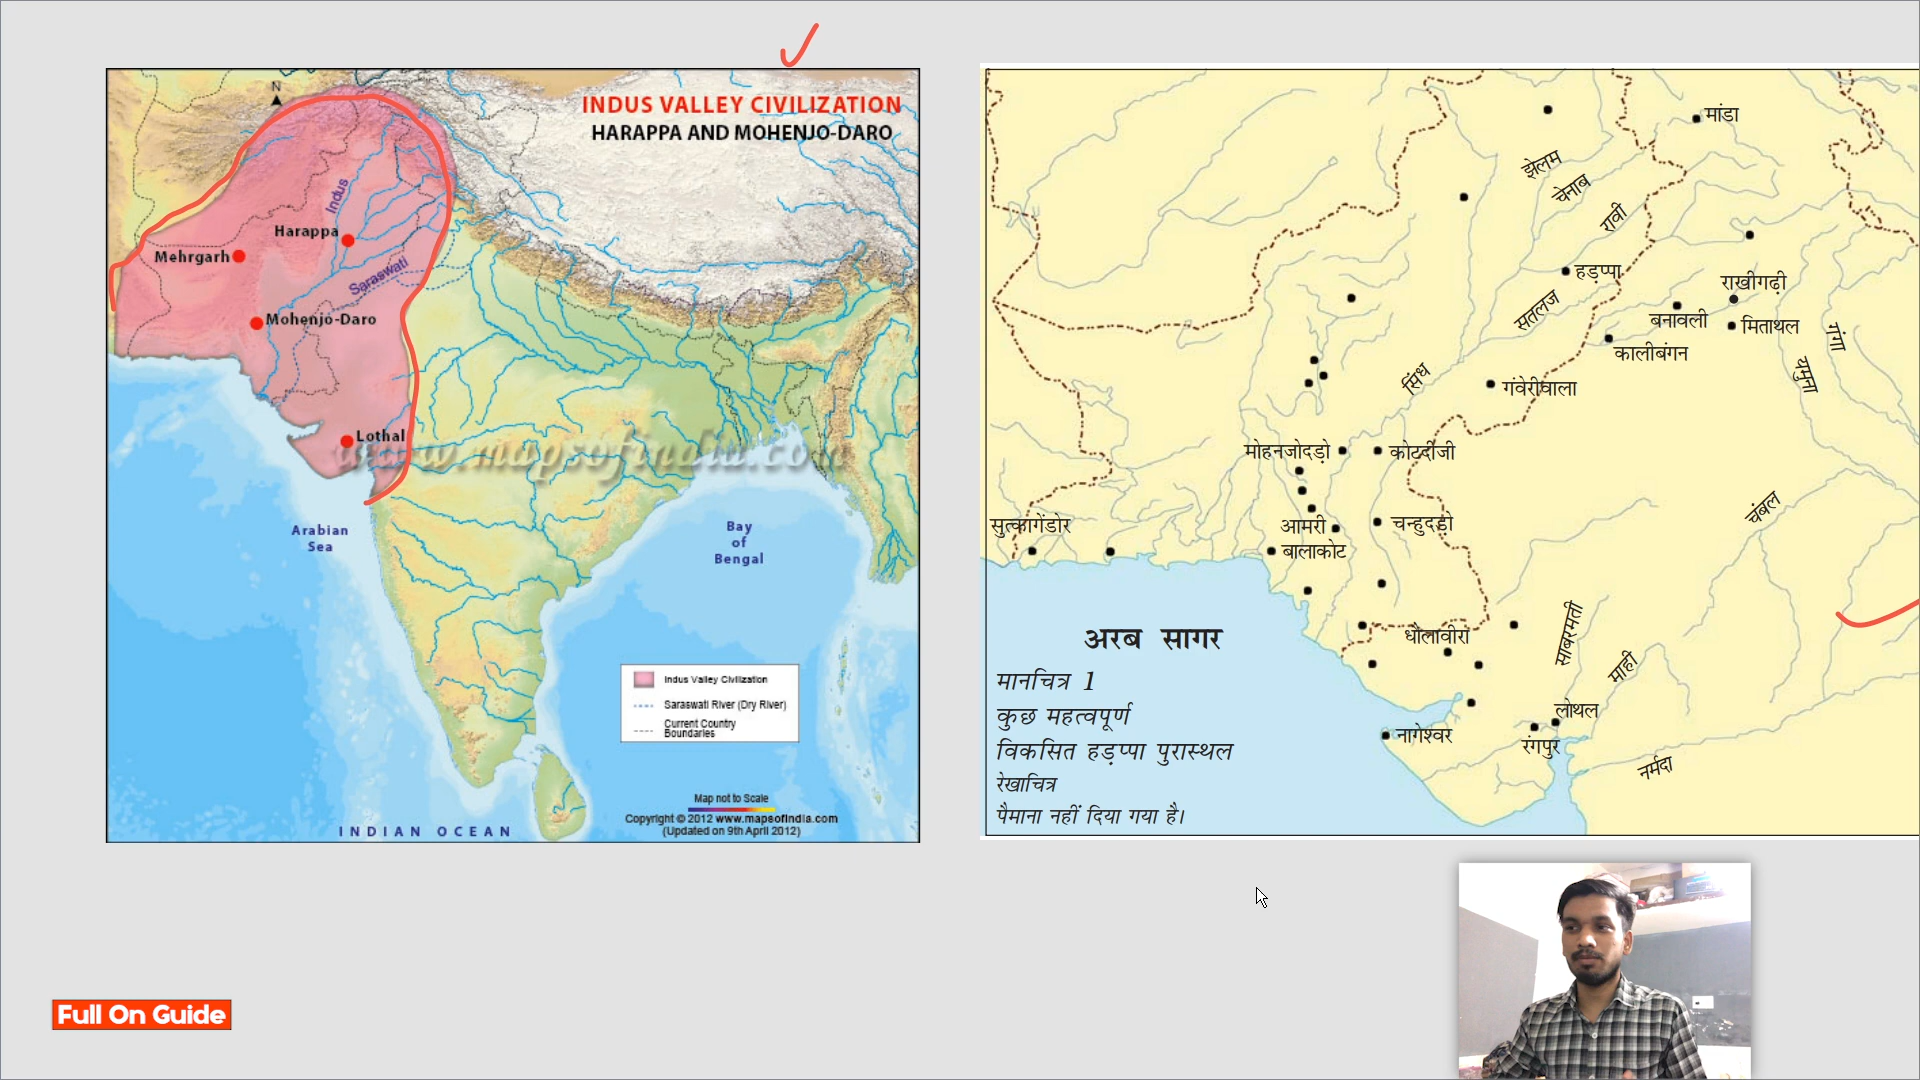 INDUS VALLEY CIVILIZATION
HARAPPA AND MOHENJO-DARO
N
Indus
Harappa
Mehrgarh
Saraswati
Mohenjo-Daro
Lothal
www.mapsofindia.com
Arabian
Sea
Bay
of
Bengal
Indus Valley Civilization
Saraswati River (Dry River)
Current Country
Boundaries
Map not to Scale
Copyright © 2012 www.mapsofindia.com
(Updated on 9th April 2012)
INDIAN OCEAN
मांडा
झेलम
चेनाब
रावी
हड़प्पा
राखीगढ़ी
सतलज
बनावली
मिताथल
गंगा
कालीबंगन
यमुना
सिंध
गंवेरीवाला
मोहनजोदड़ो
कोटदीजी
चंबल
सुत्कागेंडोर
आमरी
चन्हुदड़ो
बालाकोट
धौलावीरा
साबरमती
माही
लोथल
नागेश्वर
रंगपुर
नर्मदा
अरब सागर
मानचित्र 1
कुछ महत्वपूर्ण
विकसित हड़प्पा पुरास्थल
रेखाचित्र
पैमाना नहीं दिया गया है।
Full On Guide